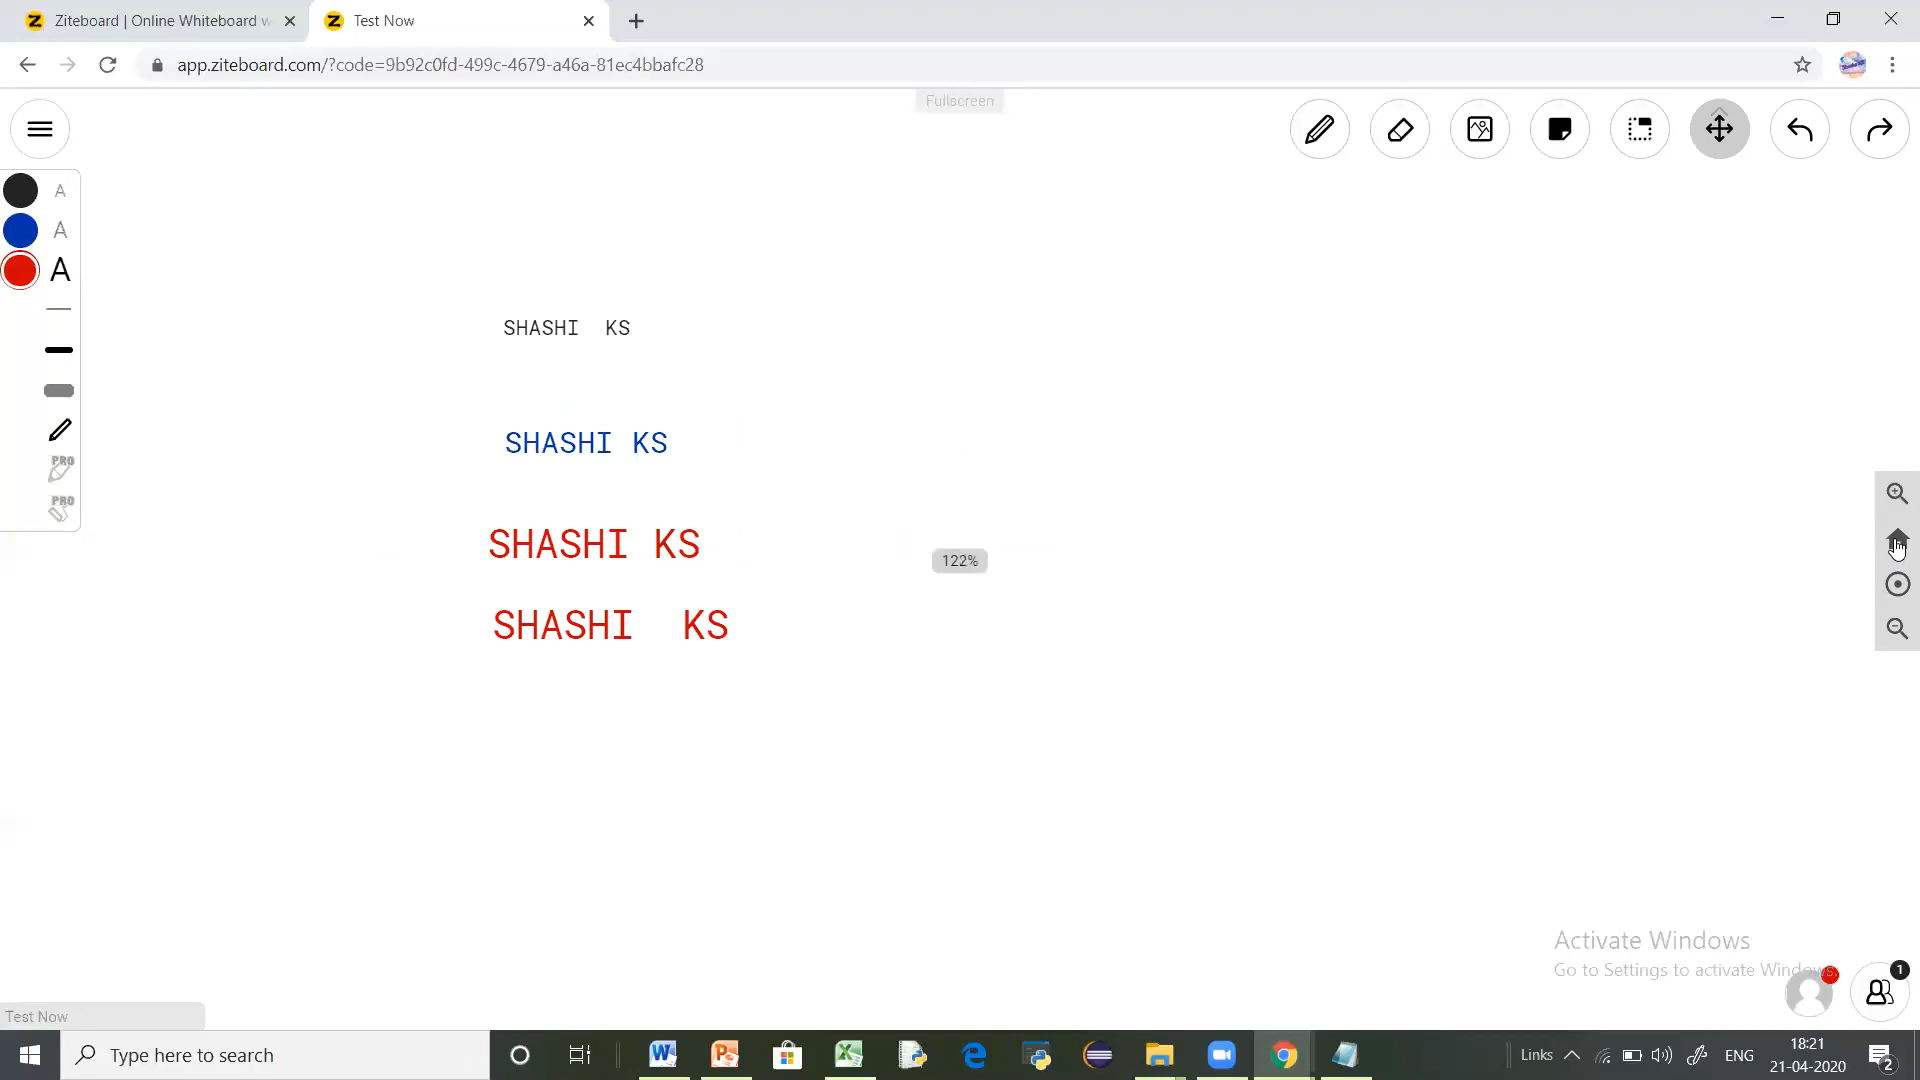 Ziteboard | Online Whiteboard w
Test Now
app.ziteboard.com/?code=9b92c0fd-499c-4679-a46a-81ec4bbafc28
Fullscreen
A
A
A
SHASHI  KS
SHASHI KS
SHASHI KS
SHASHI  KS
122%
PRO
PRO
Activate Windows
Go to Settings to activate Windows.
1
Test Now
Type here to search
Links
ENG
18:21
21-04-2020
2